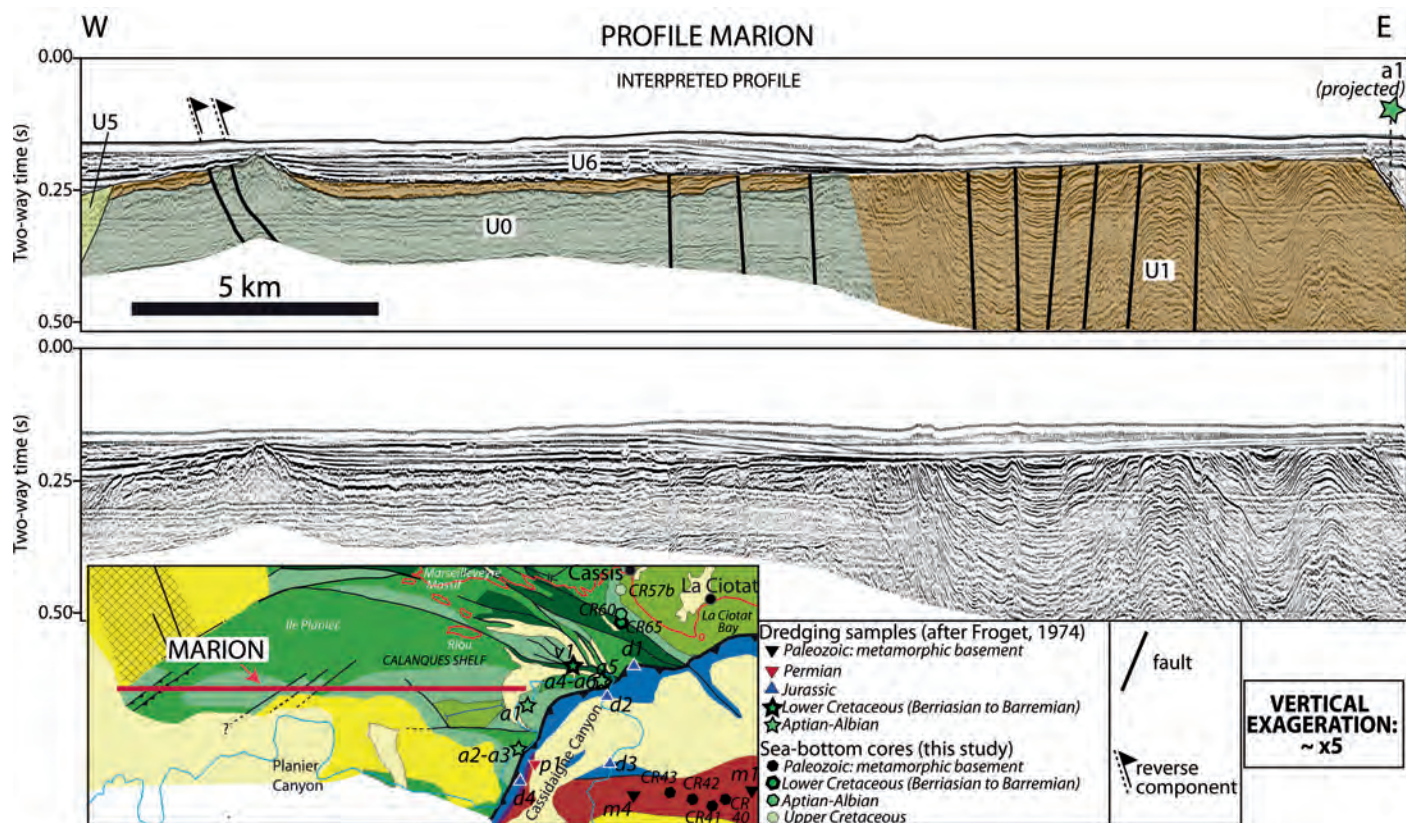 W
PROFILE MARION
E
0.00
INTERPRETED PROFILE
a1
(projected)
U5
U6
0.25
U0
U1
Two-way time (s)
5 km
0.50
0.00
Two-way time (s)
0.25
0.50
Marseilleveyre
Massif
Cassis
CR57b
La Ciotat
CR60
CR65
La Ciotat
Bay
Ile Planier
Riou
MARION
CALANQUES SHELF
v1
d1
a5
a4-a6
d2
a1
a2-a3
?
p1
d3
Planier
Canyon
d4
Cassidaigne Canyon
m4
CR43
CR42
m1
CR41
CR
40
Dredging samples (after Froget, 1974)
Paleozoic: metamorphic basement
Permian
Jurassic
Lower Cretaceous (Berriasian to Barremian)
Aptian-Albian
Sea-bottom cores (this study)
Paleozoic: metamorphic basement
Lower Cretaceous (Berriasian to Barremian)
Aptian-Albian
Upper Cretaceous
fault
reverse
component
VERTICAL
EXAGERATION:
~ x5